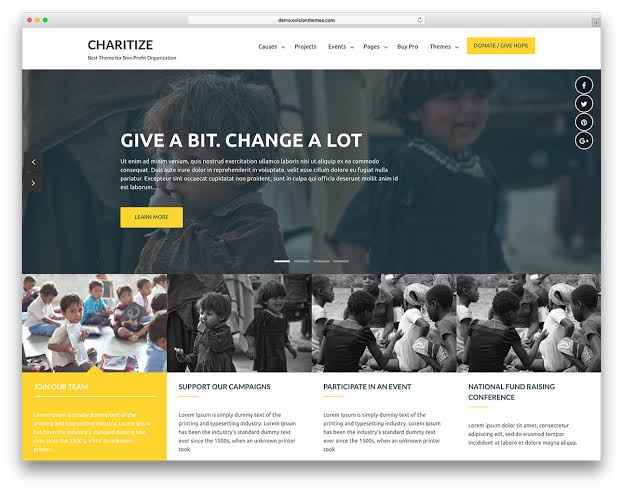 demo.evisionthemes.com
CHARITIZE
Best Theme for Non Profit Organization
Causes Projects Events Pages Buy Pro Themes DONATE / GIVE HOPE
GIVE A BIT. CHANGE A LOT
Ut enim ad minim veniam, quis nostrud exercitation ullamco laboris nisi ut aliquip ex ea commodo
consequat. Duis aute irure dolor in reprehenderit in voluptate. velit esse cillum dolore eu fugiat nulla
pariatur. Excepteur sint occaecat cupidatat non proident, sunt in culpa qui officia deserunt mollit anim id
est laborum....
LEARN MORE
JOIN OUR TEAM
Lorem Ipsum is simply dummy text of the
printing and typesetting industry. Lorem
Ipsum has been the industry's standard
dummy text ever since the
1500's, when an unknown
printer...
SUPPORT OUR CAMPAIGNS
Lorem Ipsum is simply dummy text of the
printing and typesetting industry. Lorem
Ipsum has been the industry's standard
dummy text ever since the
1500's, when an unknown printer
took
PARTICIPATE IN AN EVENT
Lorem Ipsum is simply dummy text of the
printing and typesetting industry. Lorem
Ipsum has been the industry's standard
dummy text ever since the
1500's, when an unknown printer
took
NATIONAL FUND RAISING
CONFERENCE
Lorem ipsum dolor sit amet, consectetur
adipiscing elit, sed do eiusmod tempor
incididunt ut labore et dolore magna aliqua.